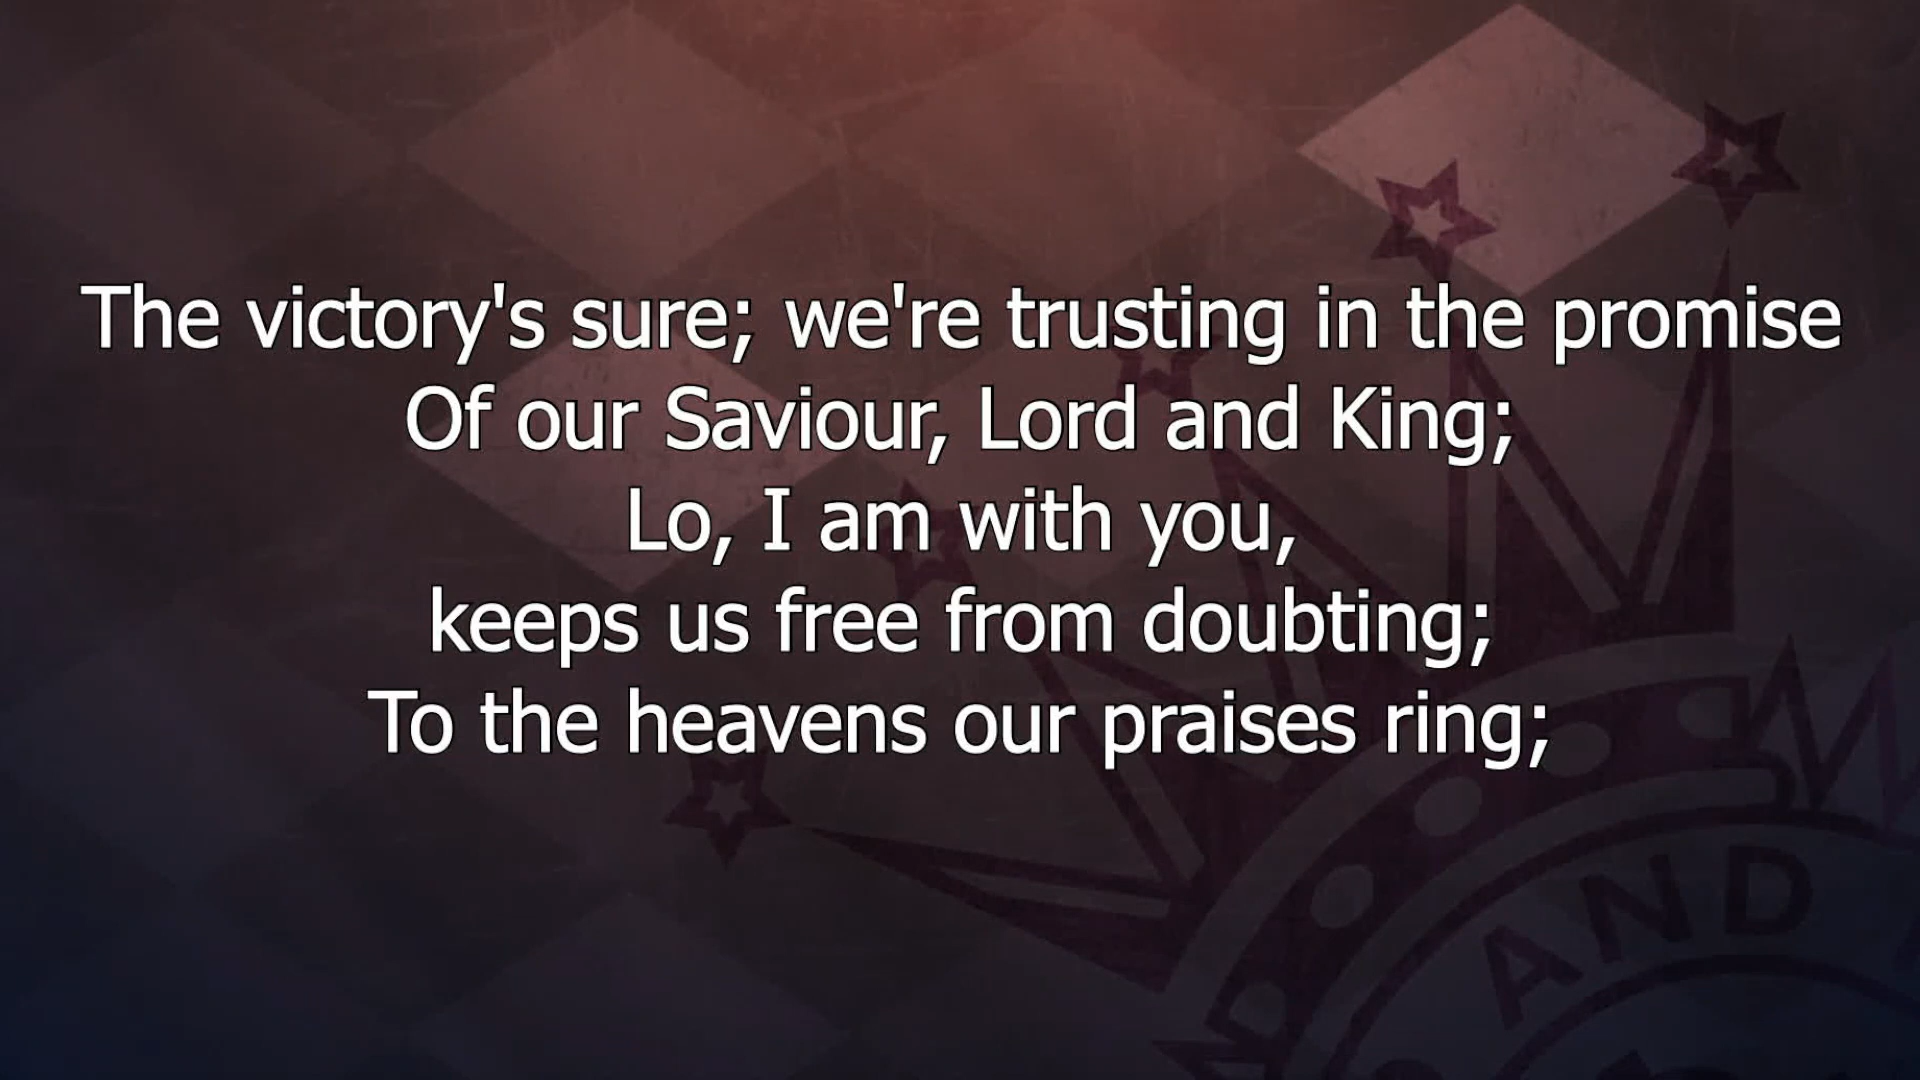 The victory's sure; we're trusting in the promise
Of our Saviour, Lord and King;
Lo, I am with you,
keeps us free from doubting;
To the heavens our praises ring;
AND